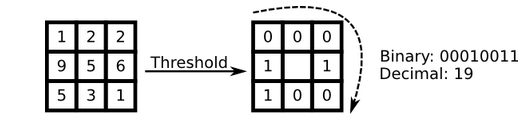 1 2 2
9 5 6
5 3 1
Threshold
0 0 0
1 1
1 0 0
Binary: 00010011
Decimal: 19